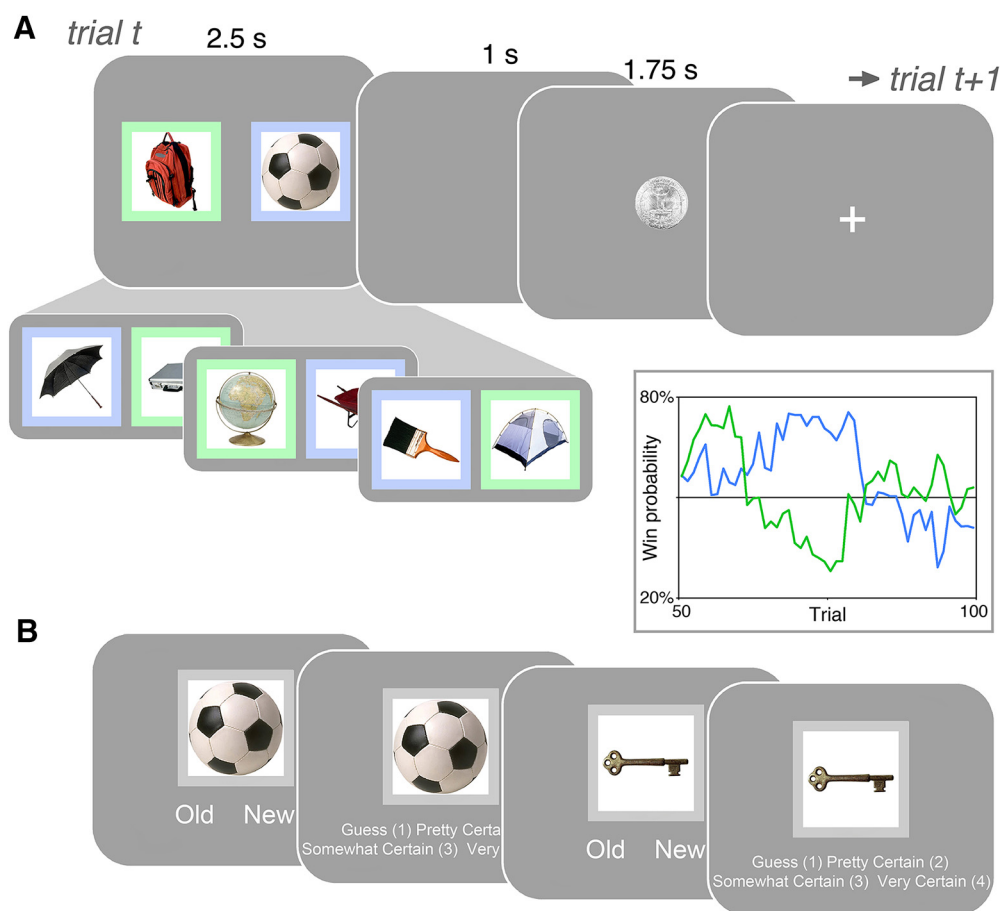 A
trial t
2.5 s
1 s
1.75 s
trial t+1
80%
Win probability
20%
50
Trial
100
B
Old New
Guess (1) Pretty Certa
Somewhat Certain (3) Very
Old New
Guess (1) Pretty Certain (2)
Somewhat Certain (3) Very Certain (4)